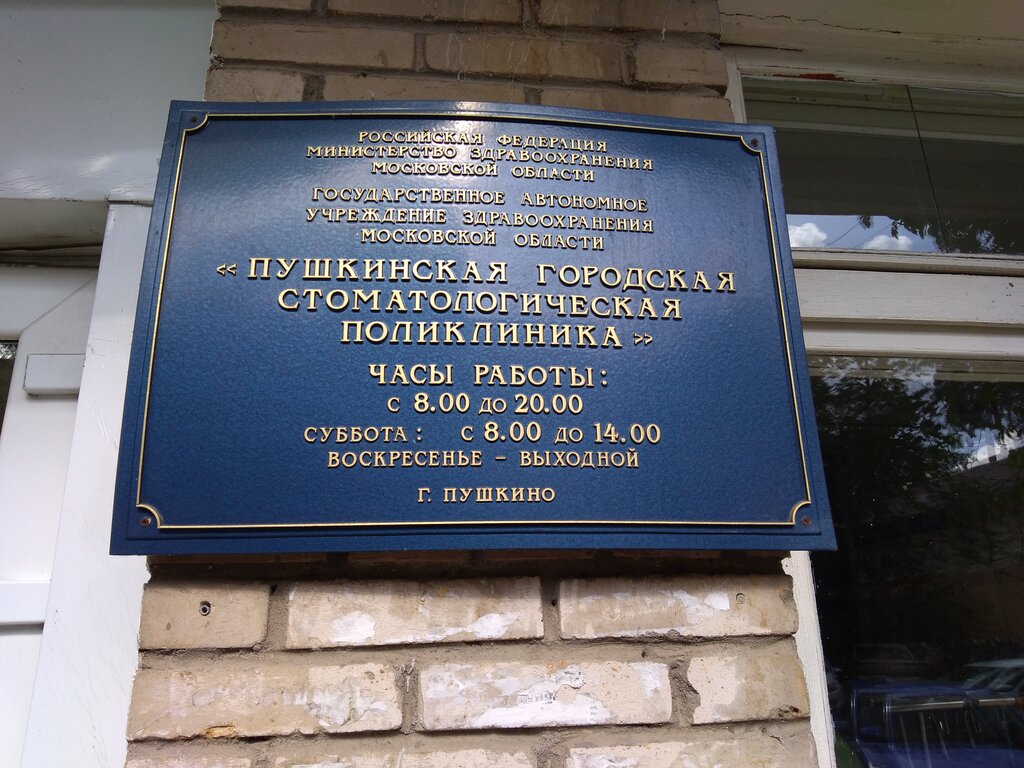 РОССИЙСКАЯ ФЕДЕРАЦИЯ
МИНИСТЕРСТВО ЗДРАВООХРАНЕНИЯ
МОСКОВСКОЙ ОБЛАСТИ
ГОСУДАРСТВЕННОЕ АВТОНОМНОЕ
УЧРЕЖДЕНИЕ ЗДРАВООХРАНЕНИЯ
МОСКОВСКОЙ ОБЛАСТИ
«ПУШКИНСКАЯ ГОРОДСКАЯ
СТОМАТОЛОГИЧЕСКАЯ
ПОЛИКЛИНИКА»
ЧАСЫ РАБОТЫ:
С 8.00 ДО 20.00
СУББОТА: С 8.00 ДО 14.00
ВОСКРЕСЕНЬЕ - ВЫХОДНОЙ
Г. ПУШКИНО